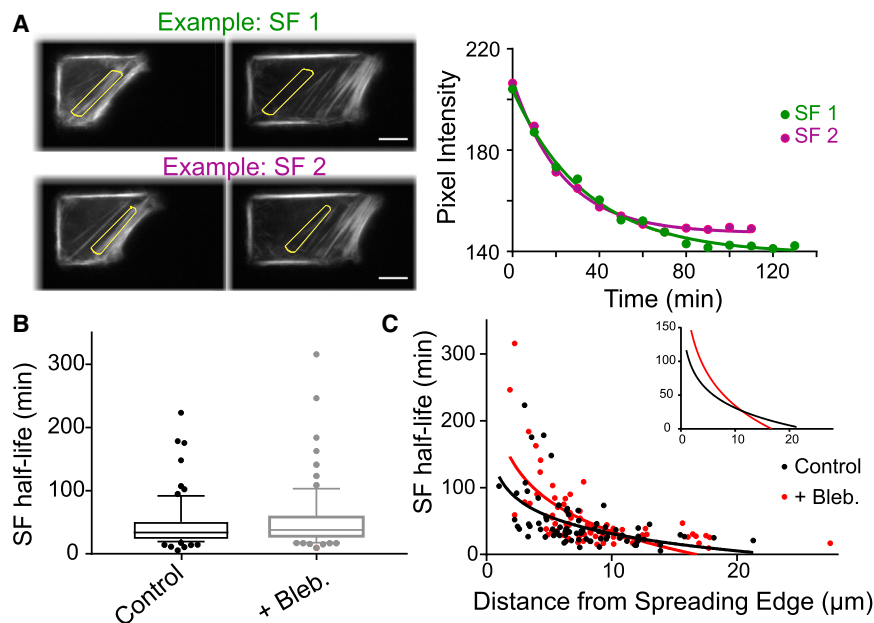 A
Example: SF 1
Example: SF 2
220
180
140
Pixel Intensity
0
40
80
120
Time (min)
SF 1
SF 2
B
300
200
100
0
SF half-life (min)
Control
+ Bleb.
C
300
200
100
0
SF half-life (min)
0
10
20
Distance from Spreading Edge (μm)
150
100
50
0
0
10
20
Control
+ Bleb.